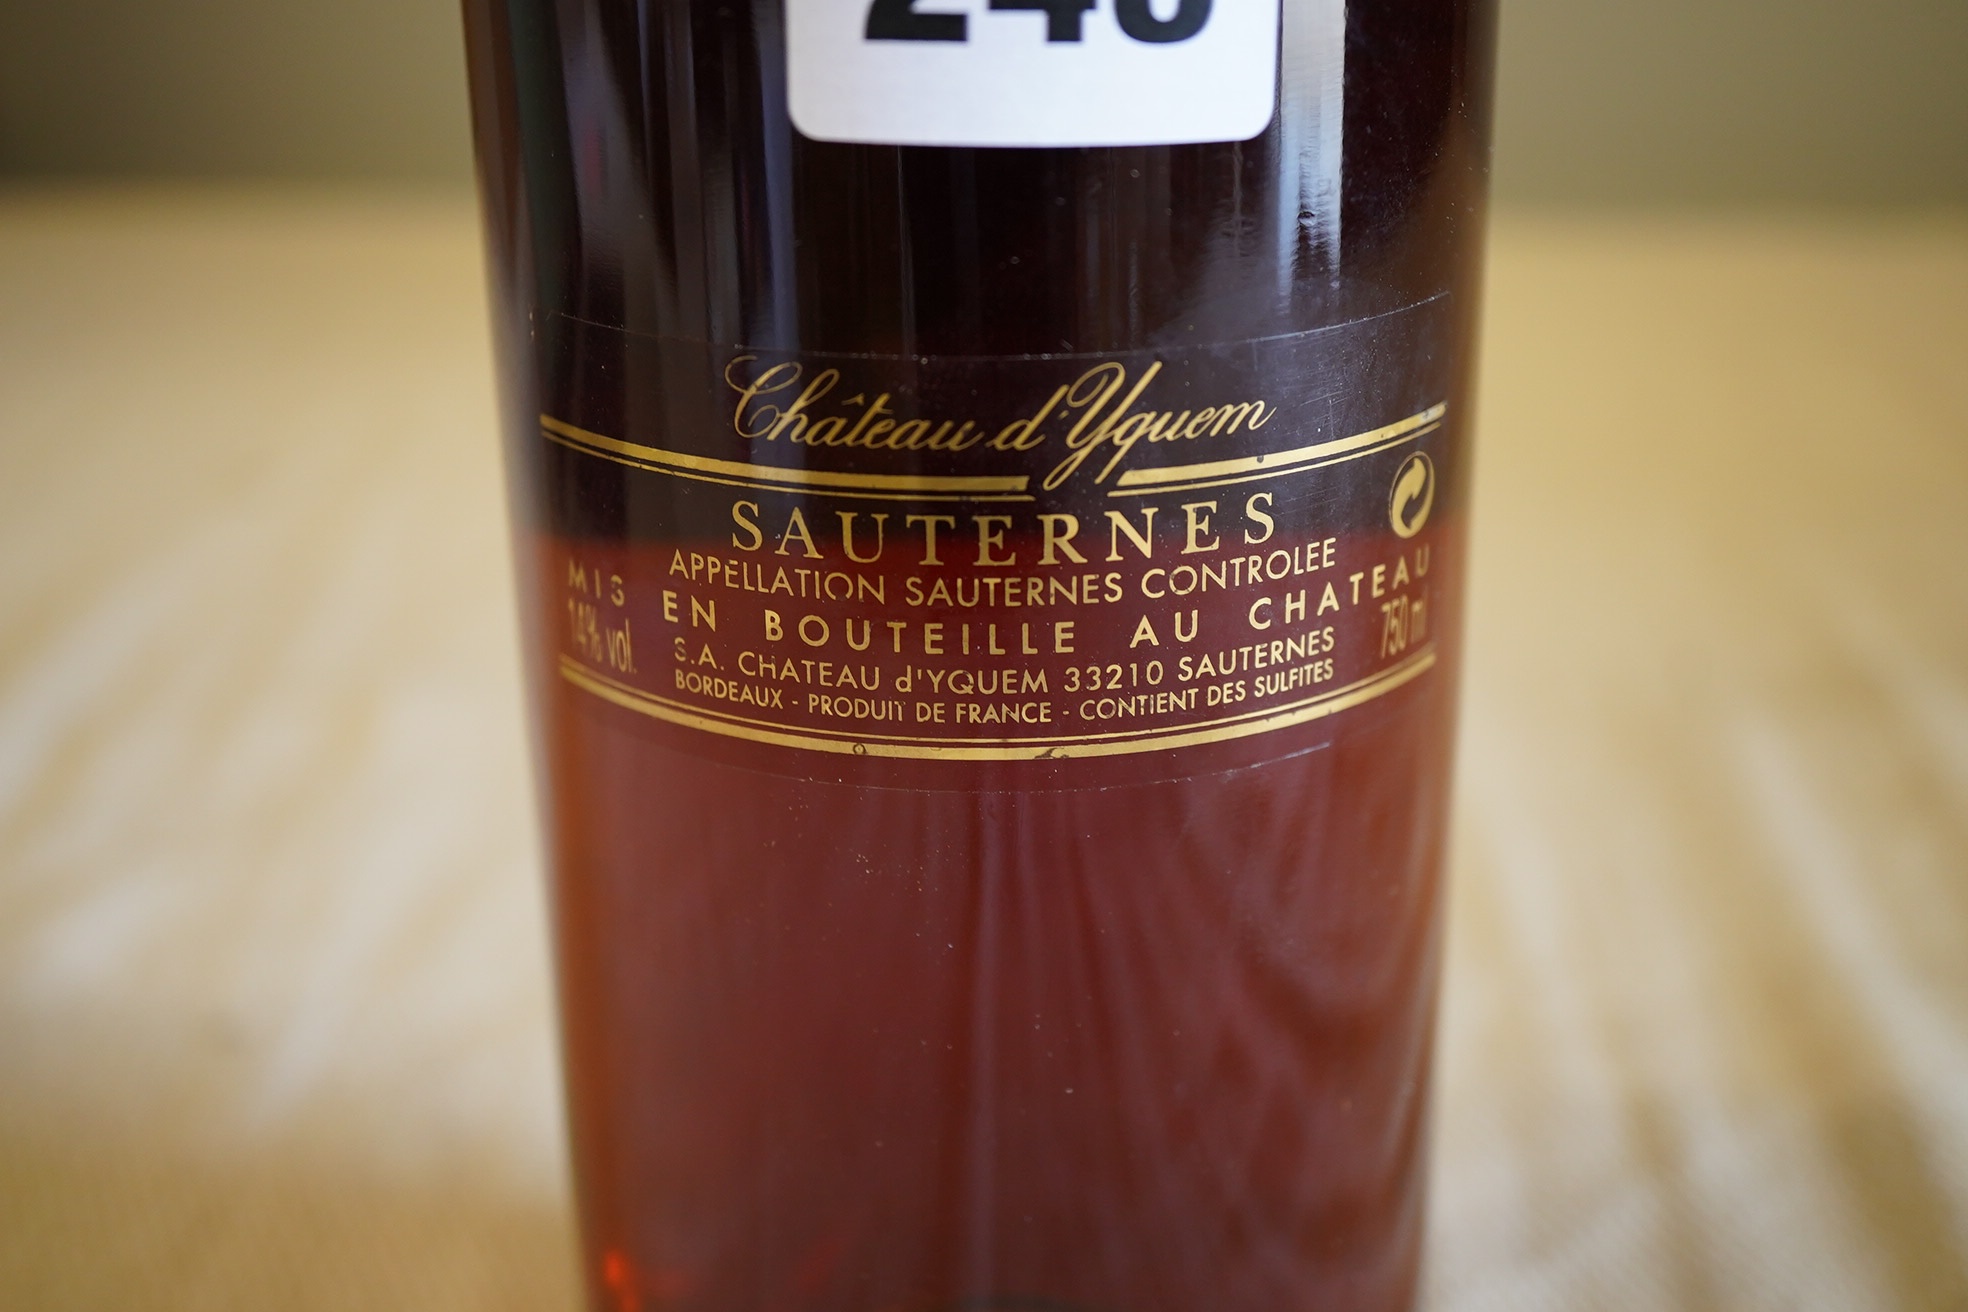 240
Château d'Yquem
SAUTERNES
APPELLATION SAUTERNES CONTROLEE
MIS EN BOUTEILLE AU CHATEAU
14% vol. 750 ml
S.A. CHATEAU d'YQUEM 33210 SAUTERNES
BORDEAUX - PRODUIT DE FRANCE - CONTIENT DES SULFITES